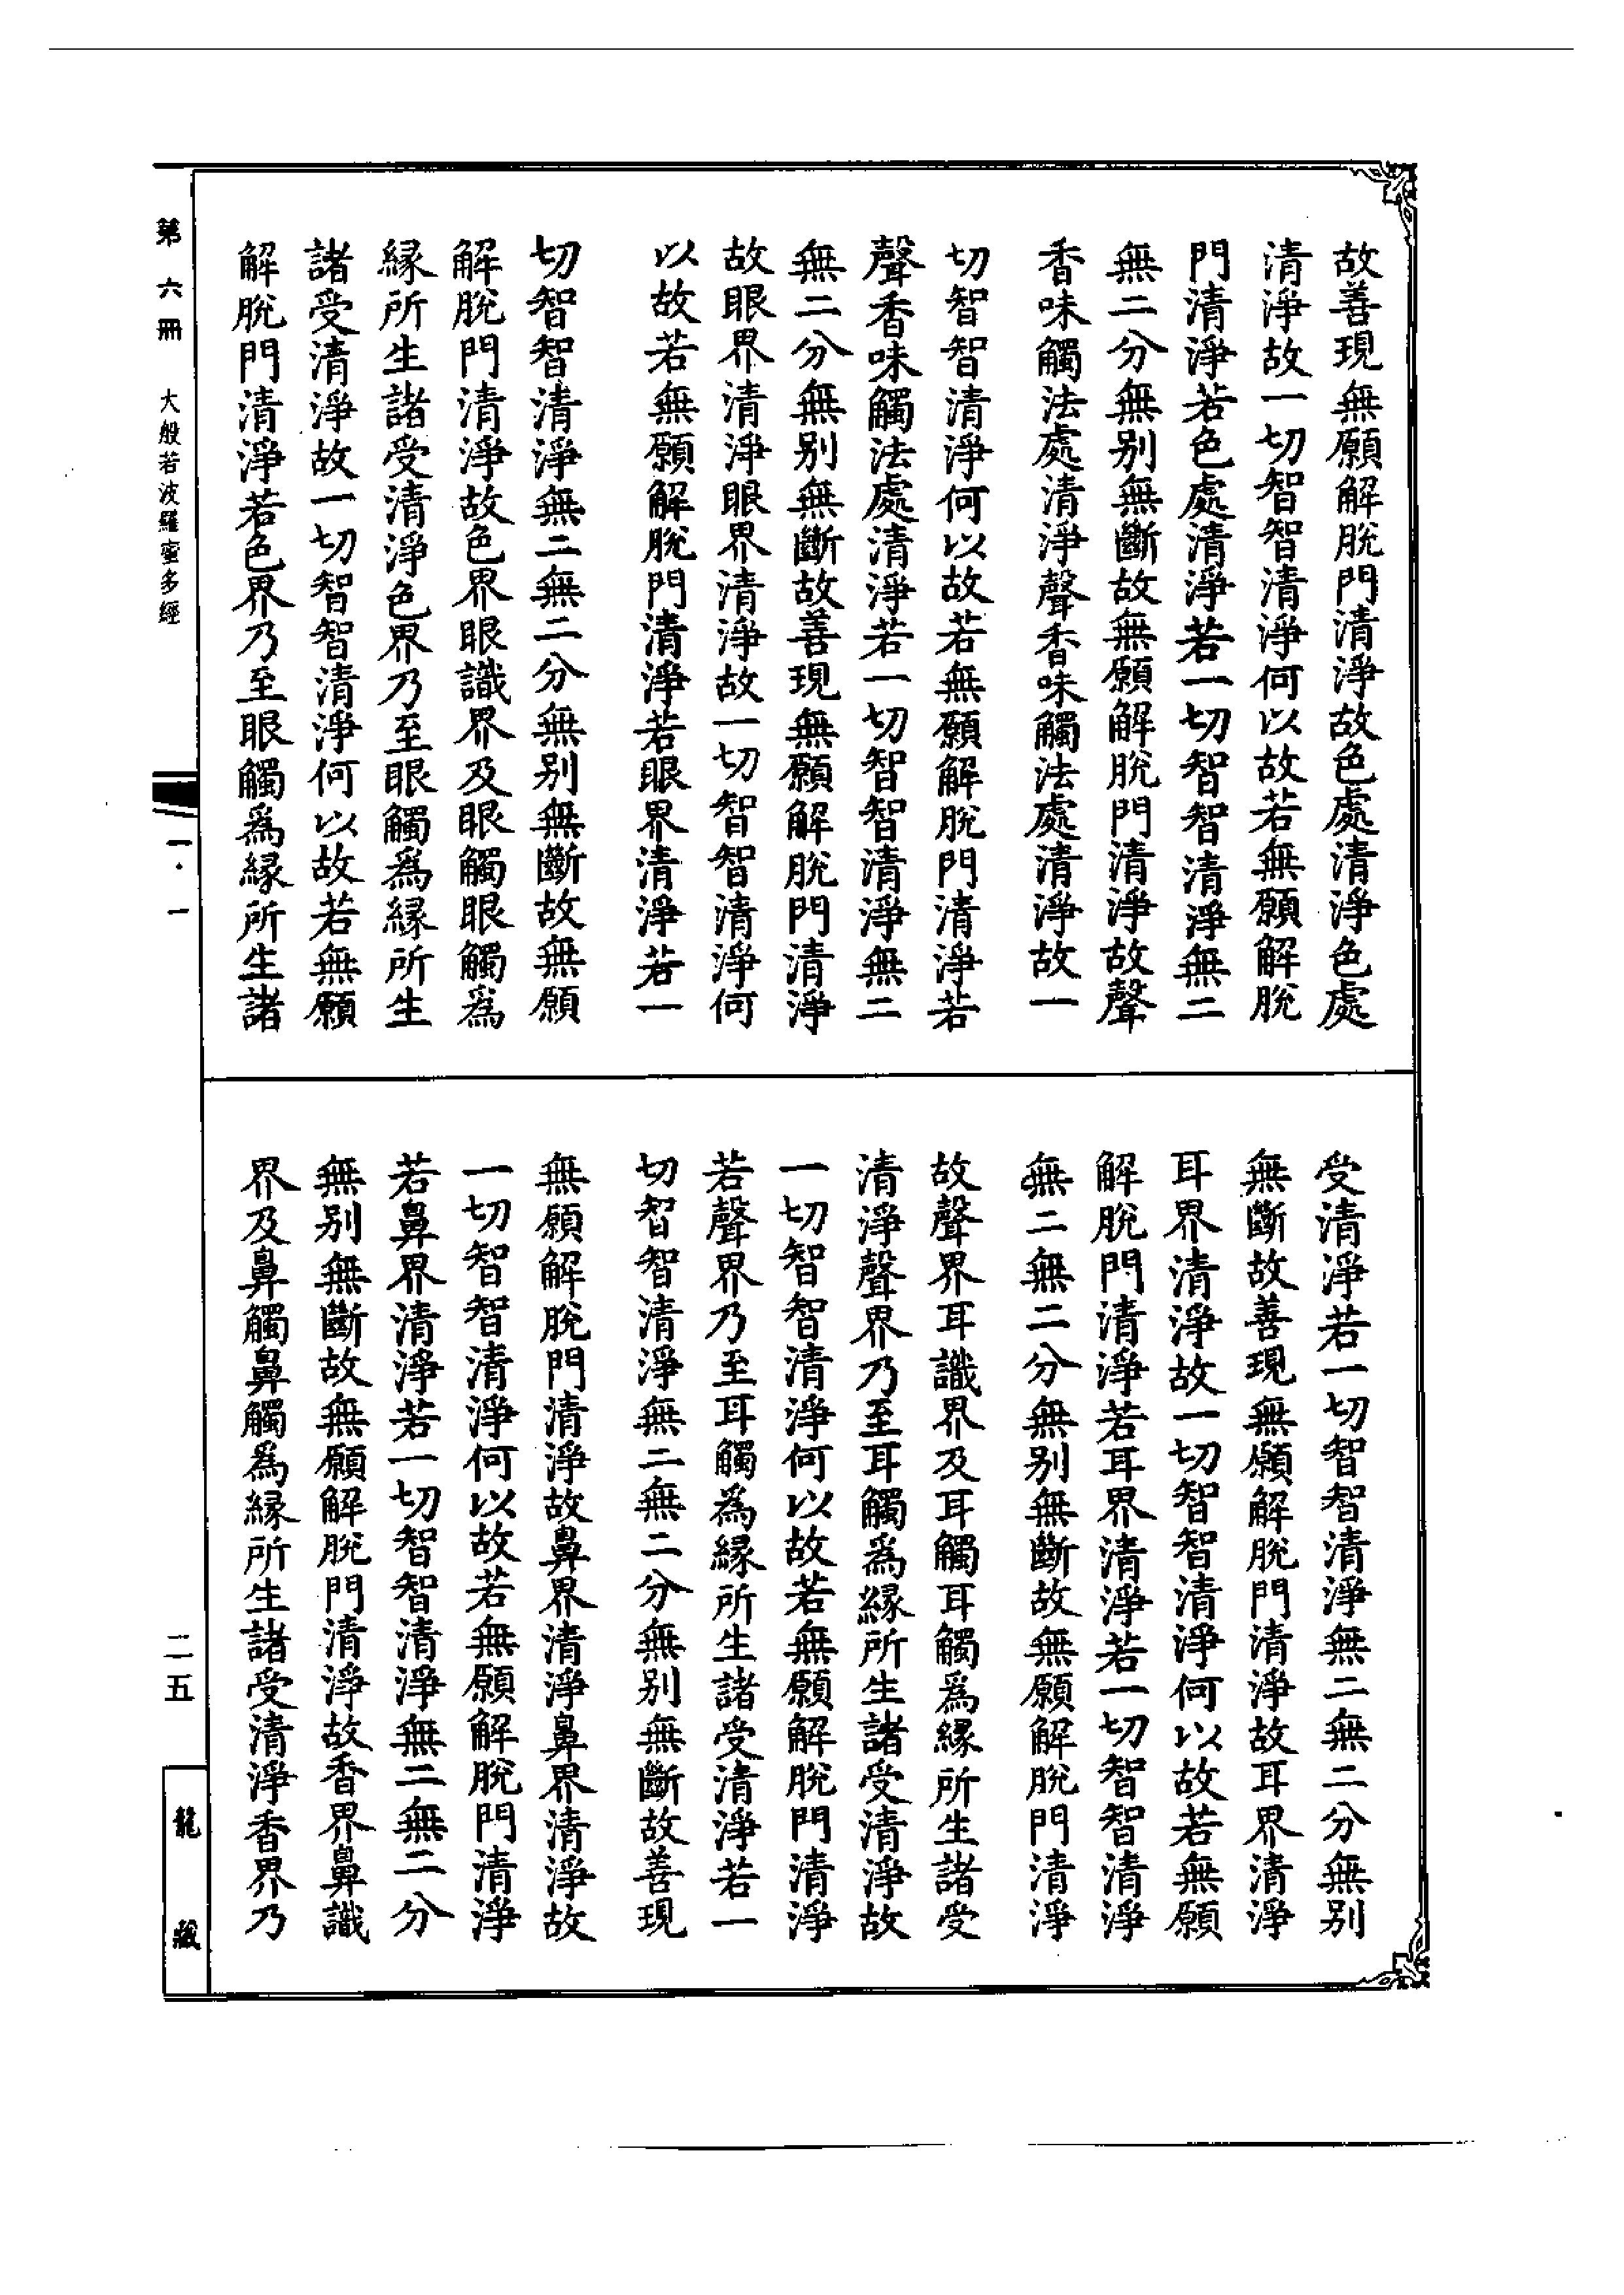 故善現無願解脫門清淨故色處清淨色處
清淨故一切智智清淨何以故若無願解脫
門清淨若色處清淨若一切智智清淨無二
無二分無别無斷故無願解脫門清淨故聲
香味觸法處清淨聲香味觸法處清淨故一
切智智清淨何以故若無願解脫門清淨若
聲香味觸法處清淨若一切智智清淨無二
無二分無别無斷故善現無願解脫門清淨
故眼界清淨眼界清淨故一切智智清淨何
以故若無願解脫門清淨若眼界清淨若一
切智智清淨無二無二分無别無斷故無願
解脫門清淨故色界眼識界及眼觸眼觸爲
緣所生諸受清淨色界乃至眼觸爲緣所生
諸受清淨故一切智智清淨何以故若無願
解脫門清淨若色界乃至眼觸爲緣所生諸
受清淨若一切智智清淨無二無二分無别
無斷故善現無願解脫門清淨故耳界清淨
耳界清淨故一切智智清淨何以故若無願
解脫門清淨若耳界清淨若一切智智清淨
無二無二分無别無斷故無願解脫門清淨
故聲界耳識界及耳觸耳觸爲緣所生諸受
清淨聲界乃至耳觸爲緣所生諸受清淨故
一切智智清淨何以故若無願解脫門清淨
若聲界乃至耳觸爲緣所生諸受清淨若一
切智智清淨無二無二分無别無斷故善現
無願解脫門清淨故鼻界清淨鼻界清淨故
一切智智清淨何以故若無願解脫門清淨
若鼻界清淨若一切智智清淨無二無二分
無别無斷故無願解脫門清淨故香界鼻識
界及鼻觸鼻觸爲緣所生諸受清淨香界乃
第六冊 大般若波羅蜜多經 一·一 二五 龍藏